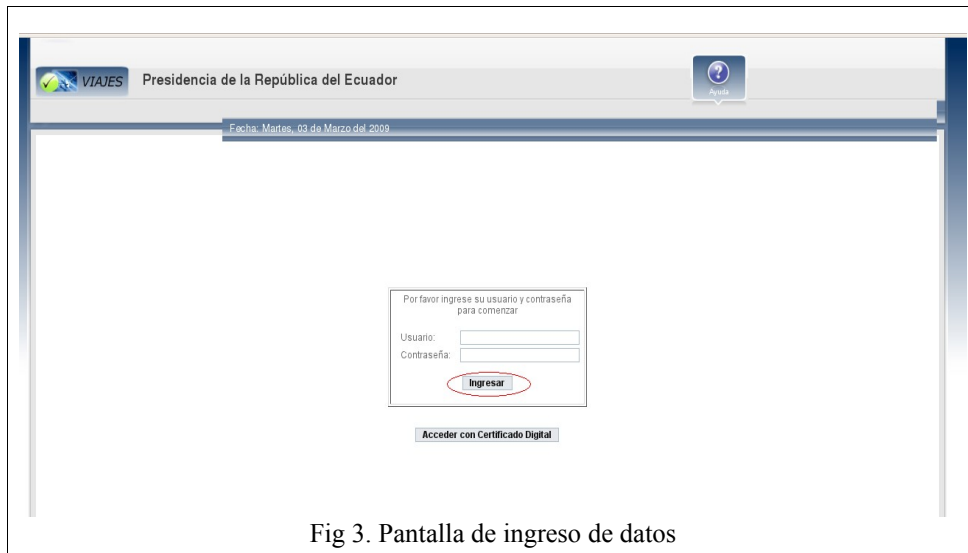 VIAJES
Presidencia de la República del Ecuador
Ayuda
Fecha: Martes, 03 de Marzo del 2009
Por favor ingrese su usuario y contraseña
para comenzar
Usuario:
Contraseña:
Ingresar
Acceder con Certificado Digital
Fig 3. Pantalla de ingreso de datos